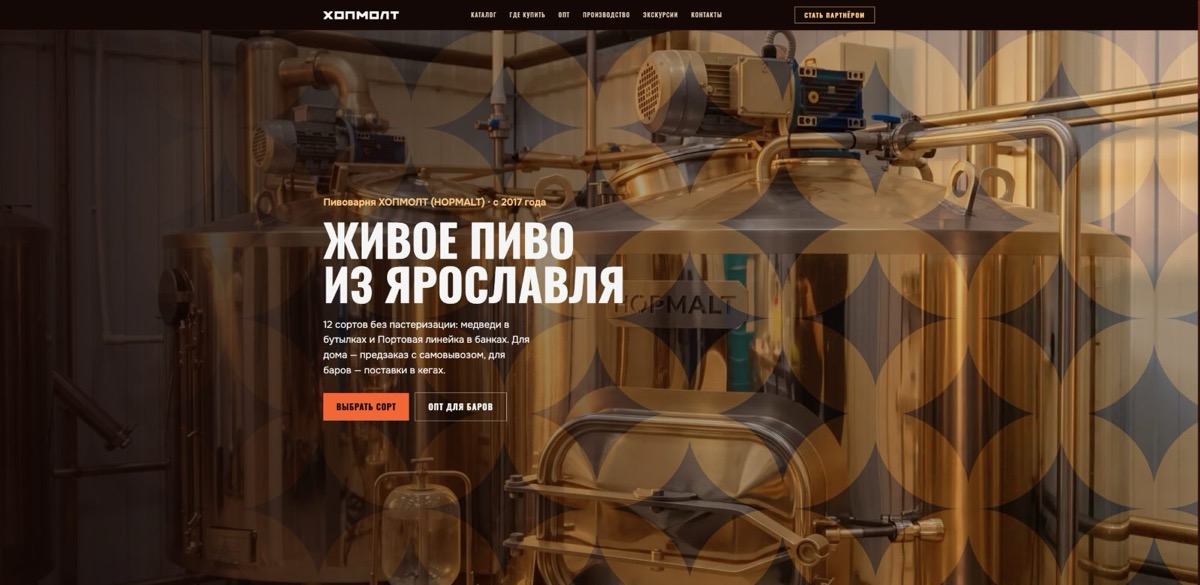 ХОПМОЛТ
КАТАЛОГ
ГДЕ КУПИТЬ
ОПТ
ПРОИЗВОДСТВО
ЭКСКУРСИИ
КОНТАКТЫ
СТАТЬ ПАРТНЁРОМ
Пивоварня ХОПМОЛТ (HOPMALT) · с 2017 года
ЖИВОЕ ПИВО
ИЗ ЯРОСЛАВЛЯ
HOPMALT
12 сортов без пастеризации: медведи в
бутылках и Портовая линейка в банках. Для
дома — предзаказ с самовывозом, для
баров — поставки в кегах.
ВЫБРАТЬ СОРТ
ОПТ ДЛЯ БАРОВ